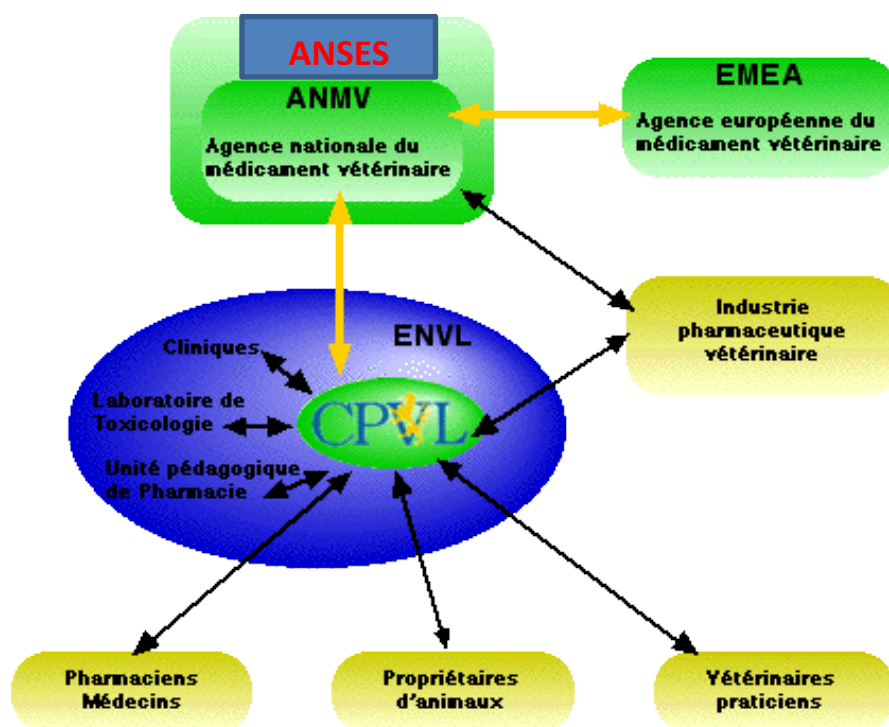 ANSES
ANMV
Agence nationale du
médicament vétérinaire
EMEA
Agence européenne du
médicament vétérinaire
Industrie
pharmaceutique
vétérinaire
ENVL
Cliniques
Laboratoire de
Toxicologie
Unité pédagogique
de Pharmacie
CPVL
Pharmaciens
Médecins
Propriétaires
d'animaux
Vétérinaires
praticiens